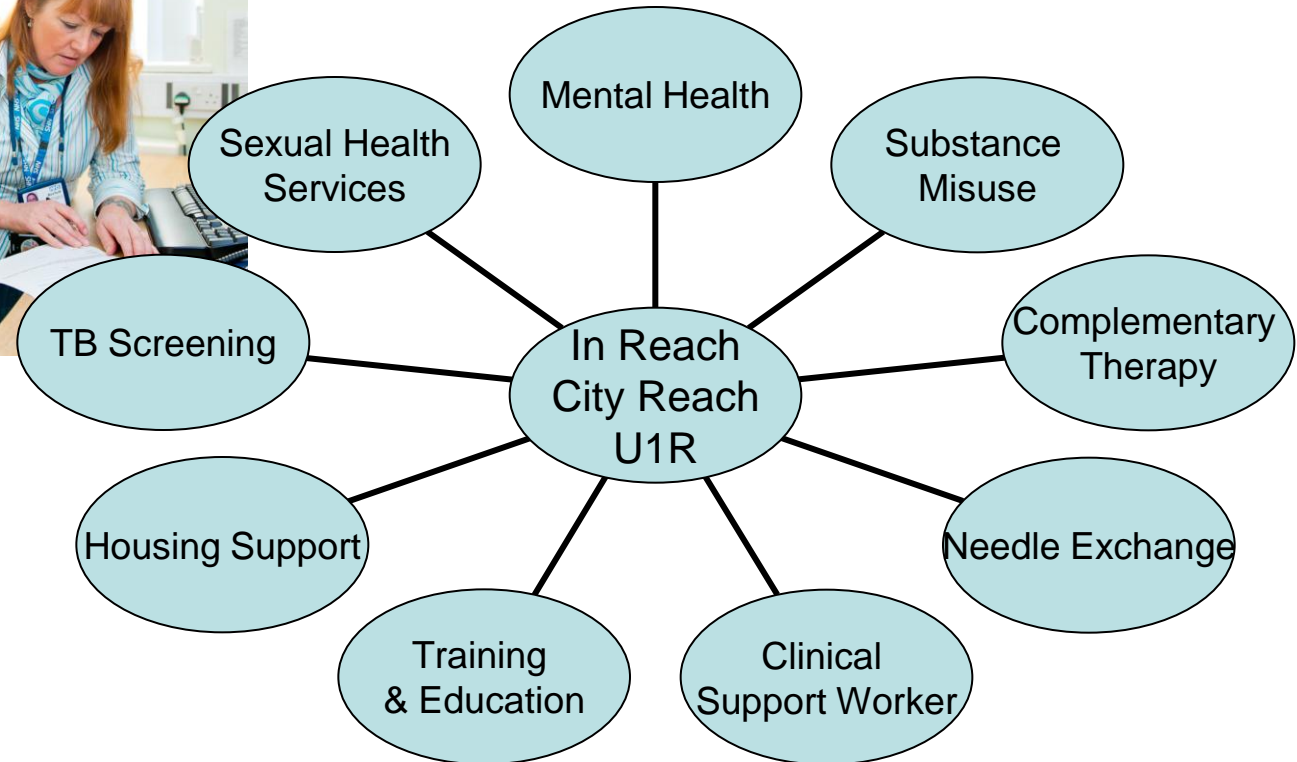 Mental Health
Sexual Health
Services
Substance
Misuse
TB Screening
Complementary
Therapy
In Reach
City Reach
U1R
Housing Support
Needle Exchange
Training
& Education
Clinical
Support Worker